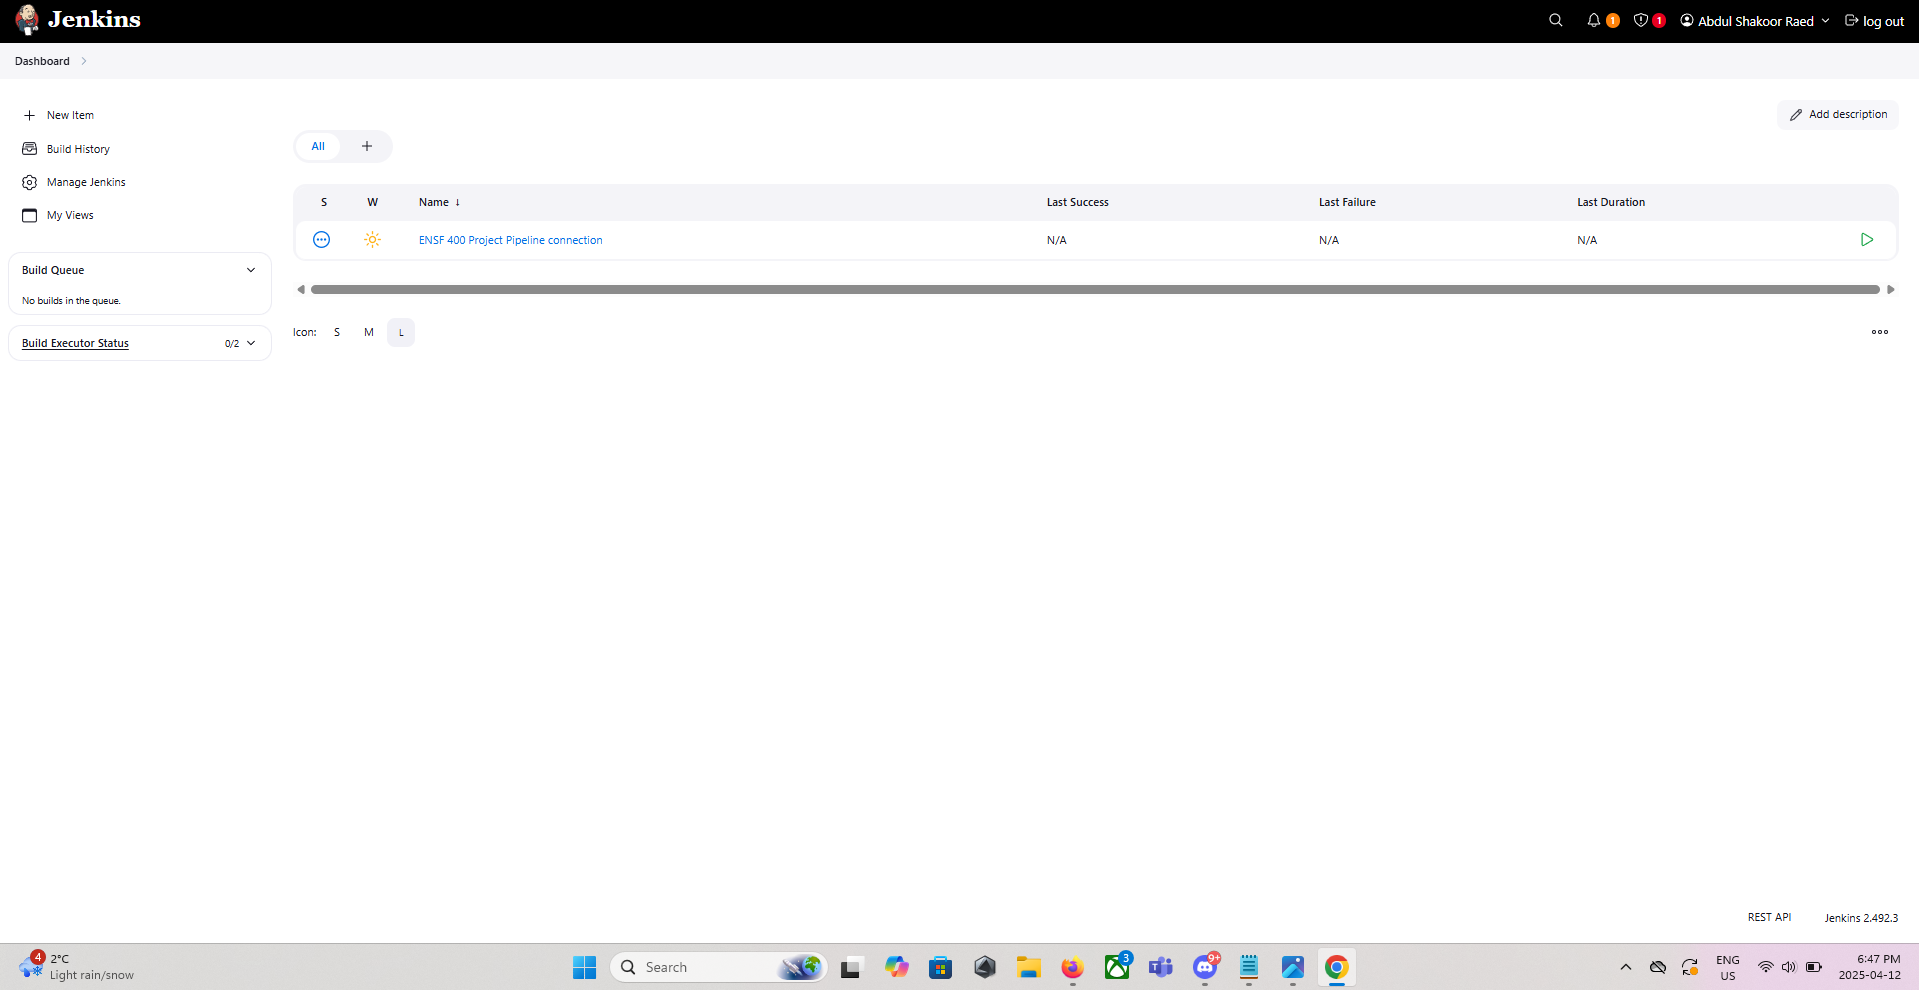 Jenkins
1
1
Abdul Shakoor Raed
log out
Dashboard
New Item
Build History
Manage Jenkins
My Views
Add description
All
+
S W Name ↓ Last Success Last Failure Last Duration
ENSF 400 Project Pipeline connection N/A N/A N/A
Build Queue
No builds in the queue.
Build Executor Status 0/2
Icon: S M L
REST API Jenkins 2.492.3
4
2°C
Light rain/snow
Search
3
9+
ENG
US
6:47 PM
2025-04-12